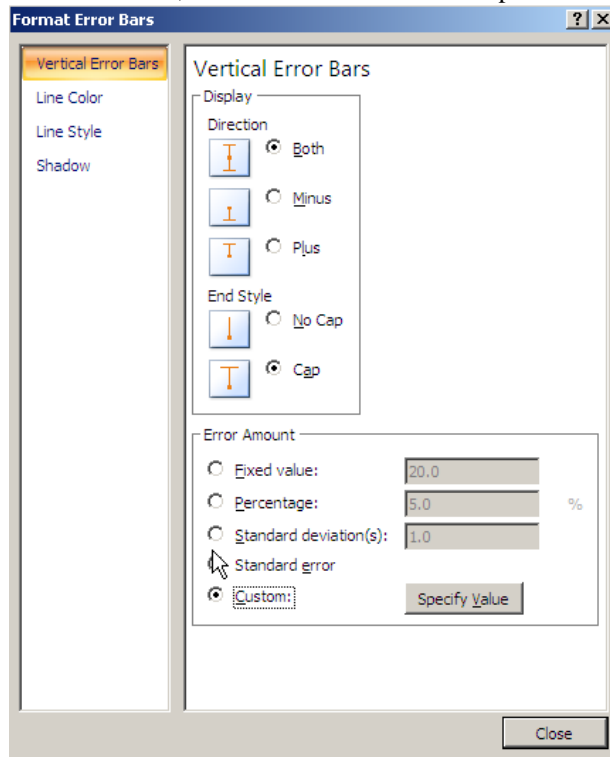 Format Error Bars
Vertical Error Bars
Line Color
Line Style
Shadow
Vertical Error Bars
Display
Direction
Both
Minus
Plus
End Style
No Cap
Cap
Error Amount
Fixed value: 20.0
Percentage: 5.0 %
Standard deviation(s): 1.0
Standard error
Custom: Specify Value
Close